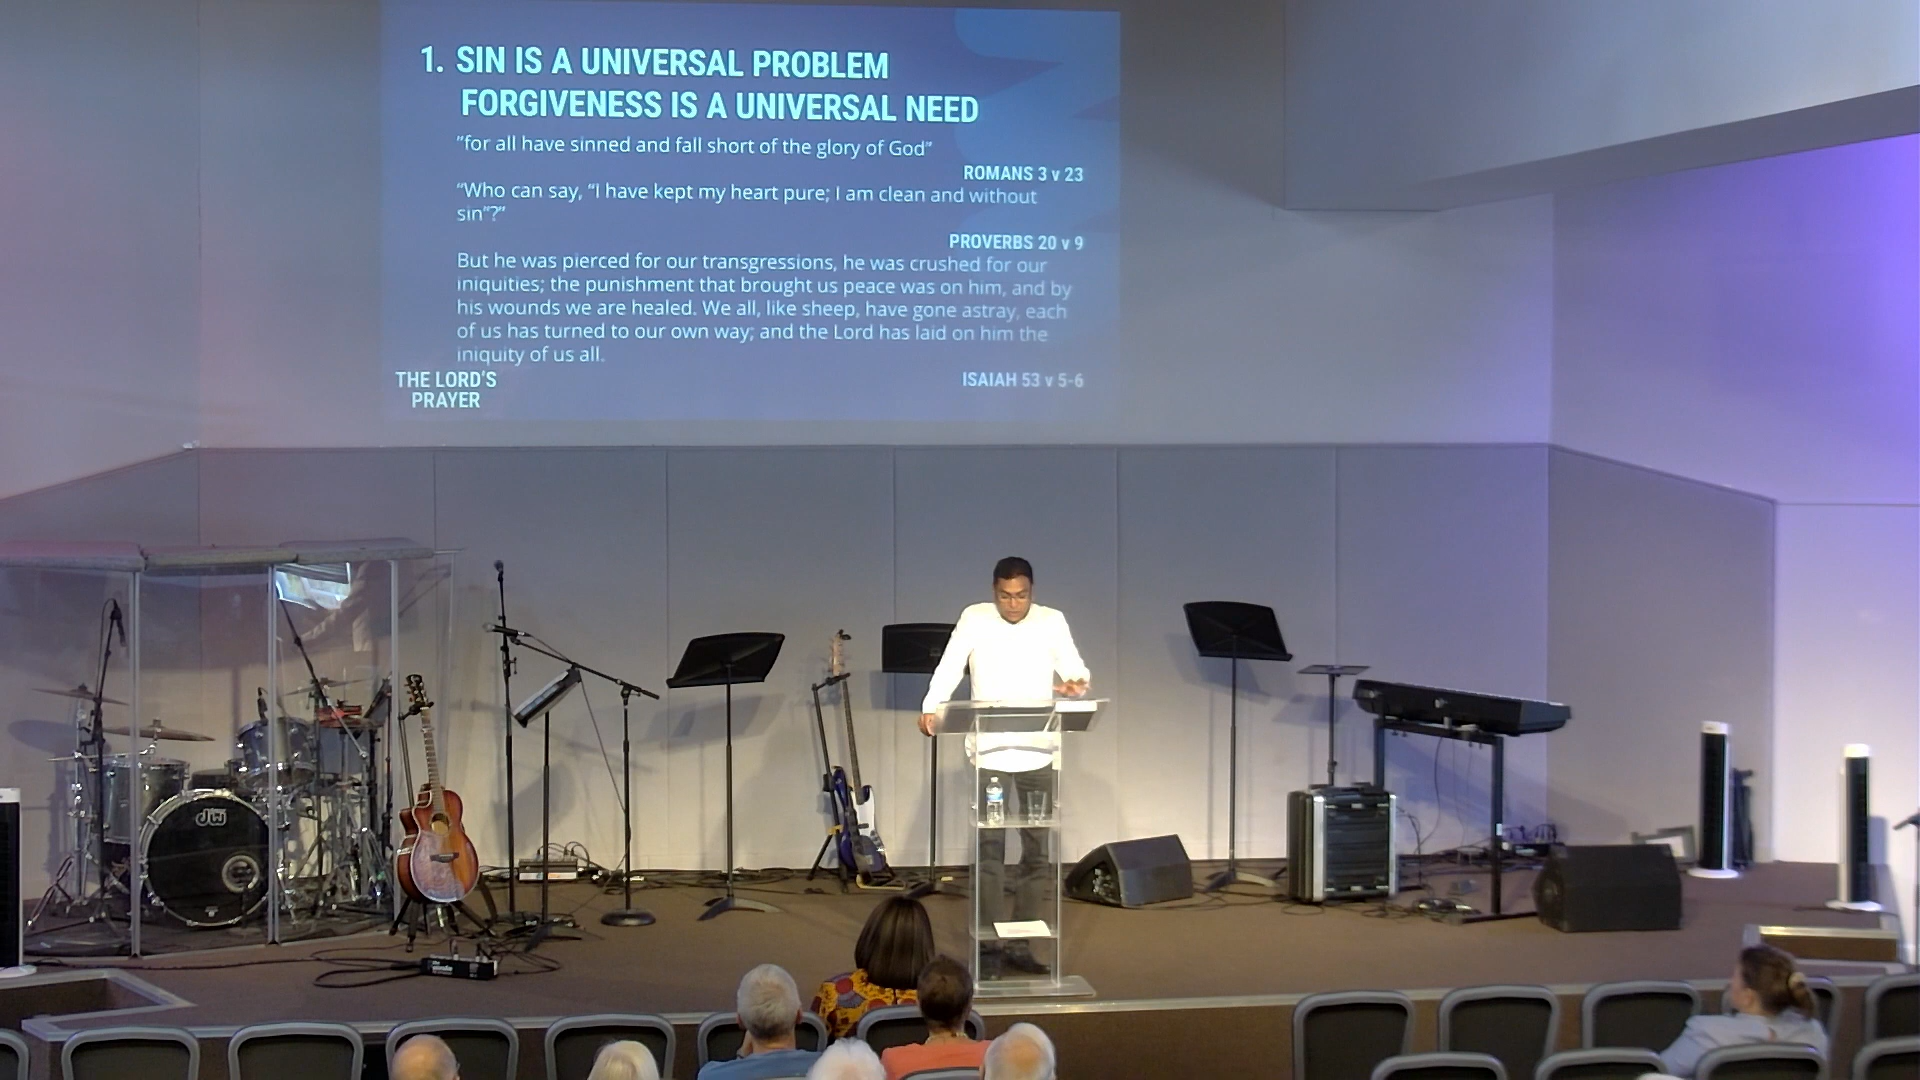 1. SIN IS A UNIVERSAL PROBLEM
FORGIVENESS IS A UNIVERSAL NEED
"for all have sinned and fall short of the glory of God"
ROMANS 3 v 23
"Who can say, "I have kept my heart pure; I am clean and without
sin"?"
PROVERBS 20 v 9
But he was pierced for our transgressions, he was crushed for our
iniquities; the punishment that brought us peace was on him, and by
his wounds we are healed. We all, like sheep, have gone astray, each
of us has turned to our own way; and the Lord has laid on him the
iniquity of us all.
ISAIAH 53 v 5-6
THE LORD'S
PRAYER
DW